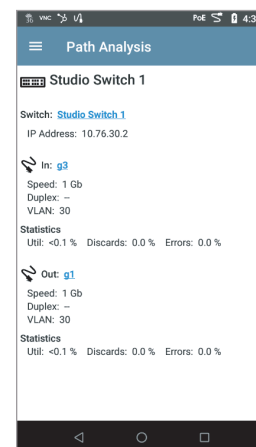 VNC PoE 4:3
Path Analysis
Studio Switch 1
Switch: Studio Switch 1
IP Address: 10.76.30.2
In: g3
Speed: 1 Gb
Duplex: --
VLAN: 30
Statistics
Util: <0.1 % Discards: 0.0 % Errors: 0.0 %
Out: g1
Speed: 1 Gb
Duplex: --
VLAN: 30
Statistics
Util: <0.1 % Discards: 0.0 % Errors: 0.0 %